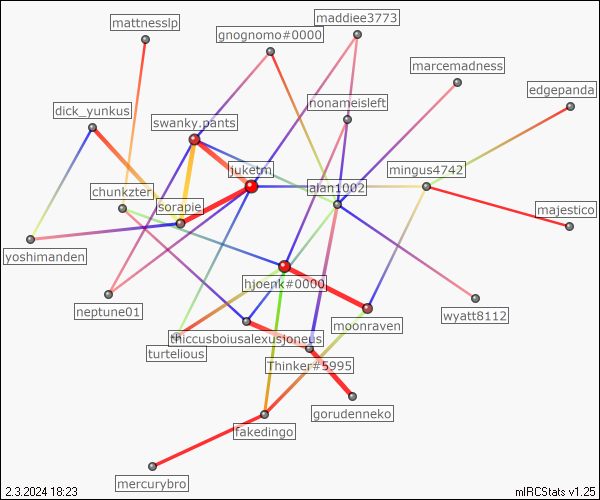 mattnesslp
maddiee3773
gnognomo#0000
marcemadness
edgepanda
nonameisleft
dick_yunkus
swanky.pants
juketm
mingus4742
chunkzter
alan1002
sorapie
majestico
yoshimanden
hjoenk#0000
neptune01
wyatt8112
moonraven
thiccusboiusalexusjoneus
turtelious
Thinker#5995
gorudenneko
fakedingo
mercurybro
2.3.2024 18:23
mIRCStats v1.25